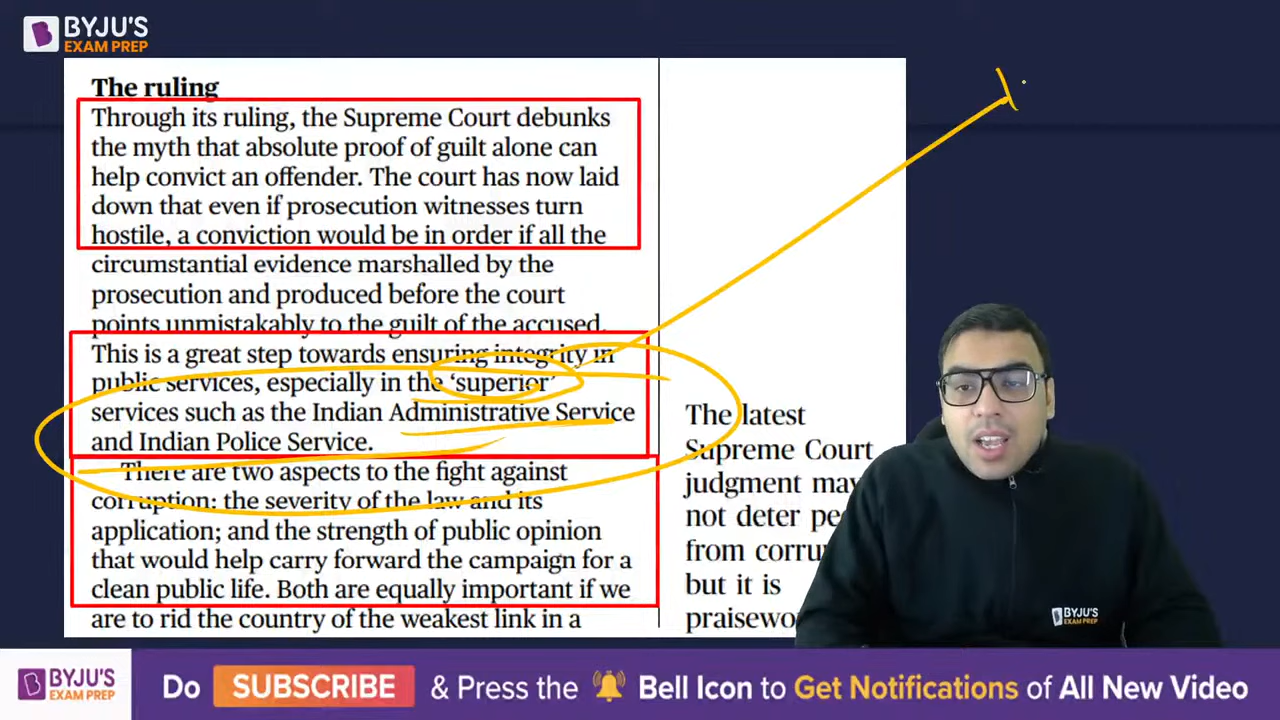 BYJU'S
EXAM PREP
The ruling
Through its ruling, the Supreme Court debunks
the myth that absolute proof of guilt alone can
help convict an offender. The court has now laid
down that even if prosecution witnesses turn
hostile, a conviction would be in order if all the
circumstantial evidence marshalled by the
prosecution and produced before the court
points unmistakably to the guilt of the accused.
This is a great step towards ensuring integrity in
public services, especially in the ‘superior’
services such as the Indian Administrative Service
and Indian Police Service.
There are two aspects to the fight against
corruption: the severity of the law and its
application; and the strength of public opinion
that would help carry forward the campaign for a
clean public life. Both are equally important if we
are to rid the country of the weakest link in a
The latest
Supreme Court
judgment may
not deter
from
but it is
BYJU'S
EXAM PREP
BYJU'S
EXAM PREP
Do SUBSCRIBE & Press the Bell Icon to Get Notifications of All New Video